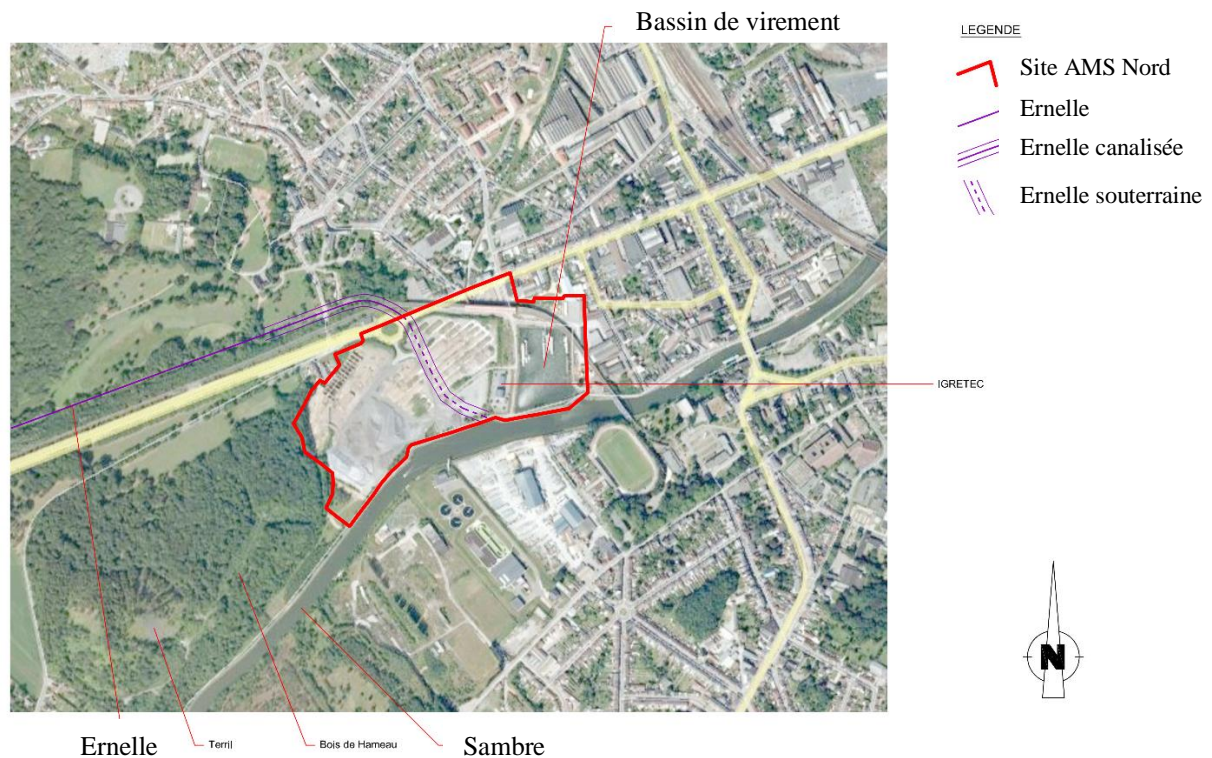 Bassin de virement
LEGENDE
Site AMS Nord
Ernelle
Ernelle canalisée
Ernelle souterraine
IGRETEC
N
Ernelle
Terril
Bois de Hameau
Sambre